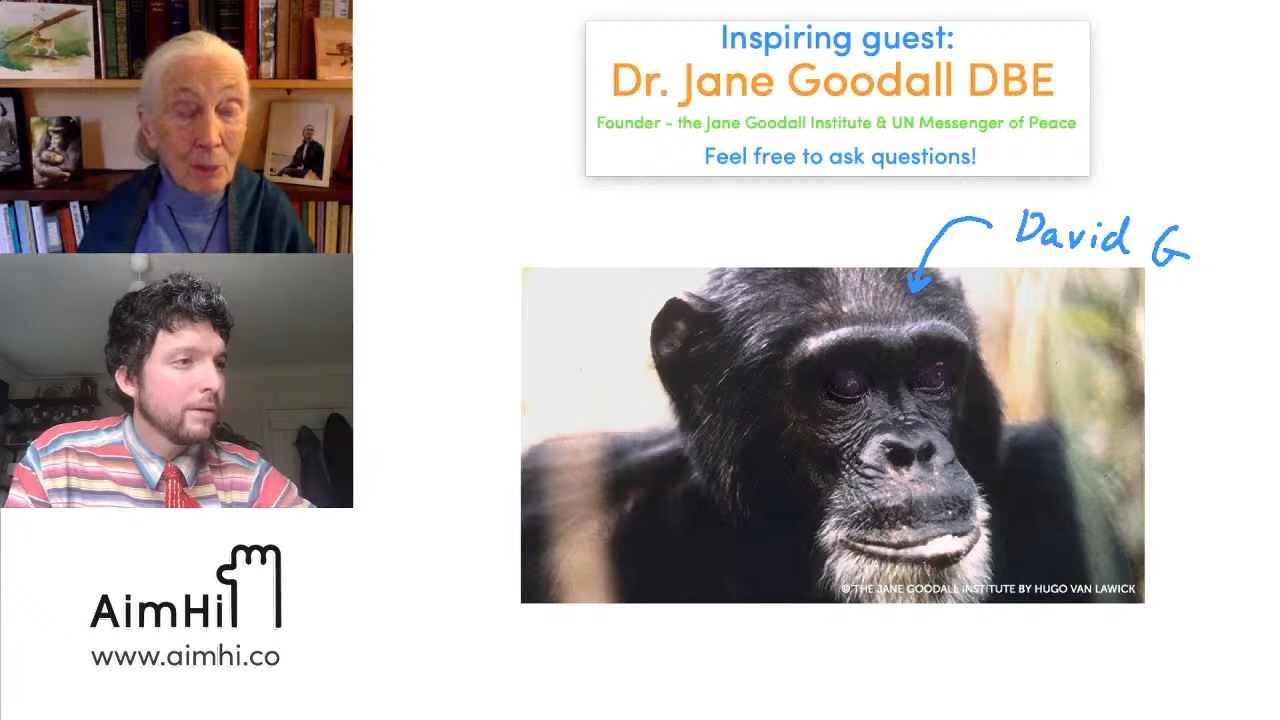 Inspiring guest:
Dr. Jane Goodall DBE
Founder - the Jane Goodall Institute & UN Messenger of Peace
Feel free to ask questions!
David G
© THE JANE GOODALL INSTITUTE BY HUGO VAN LAWICK
AimHi
www.aimhi.co